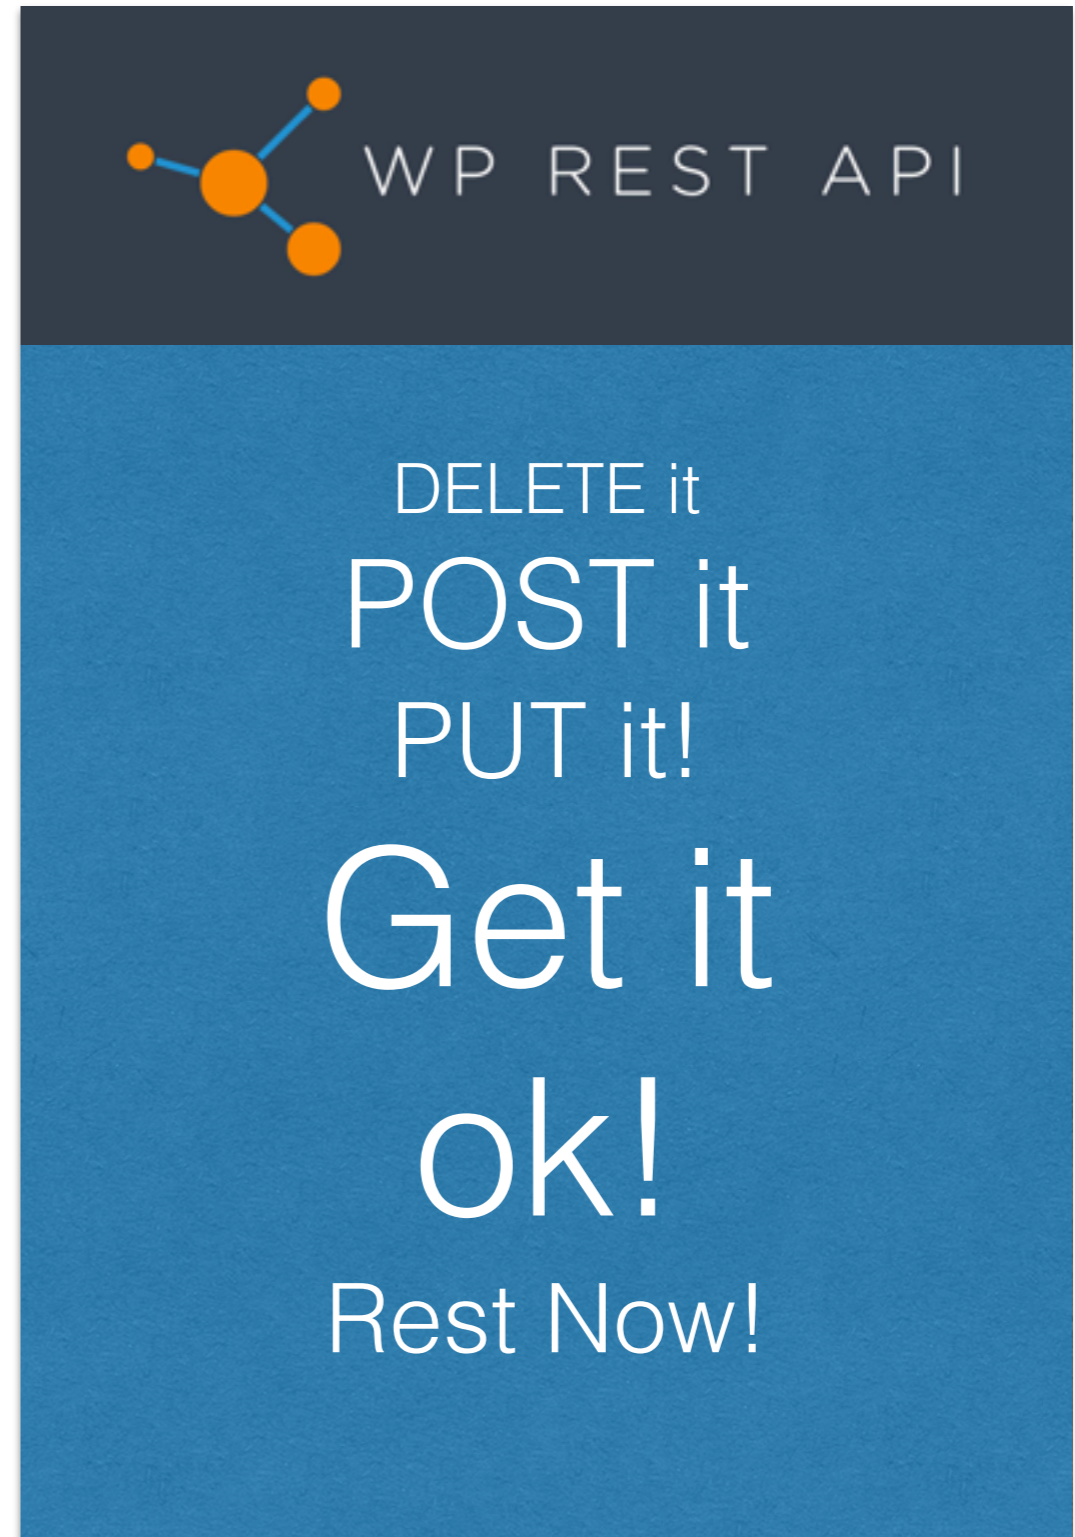 WP REST API
DELETE it
POST it
PUT it!
Get it
ok!
Rest Now!